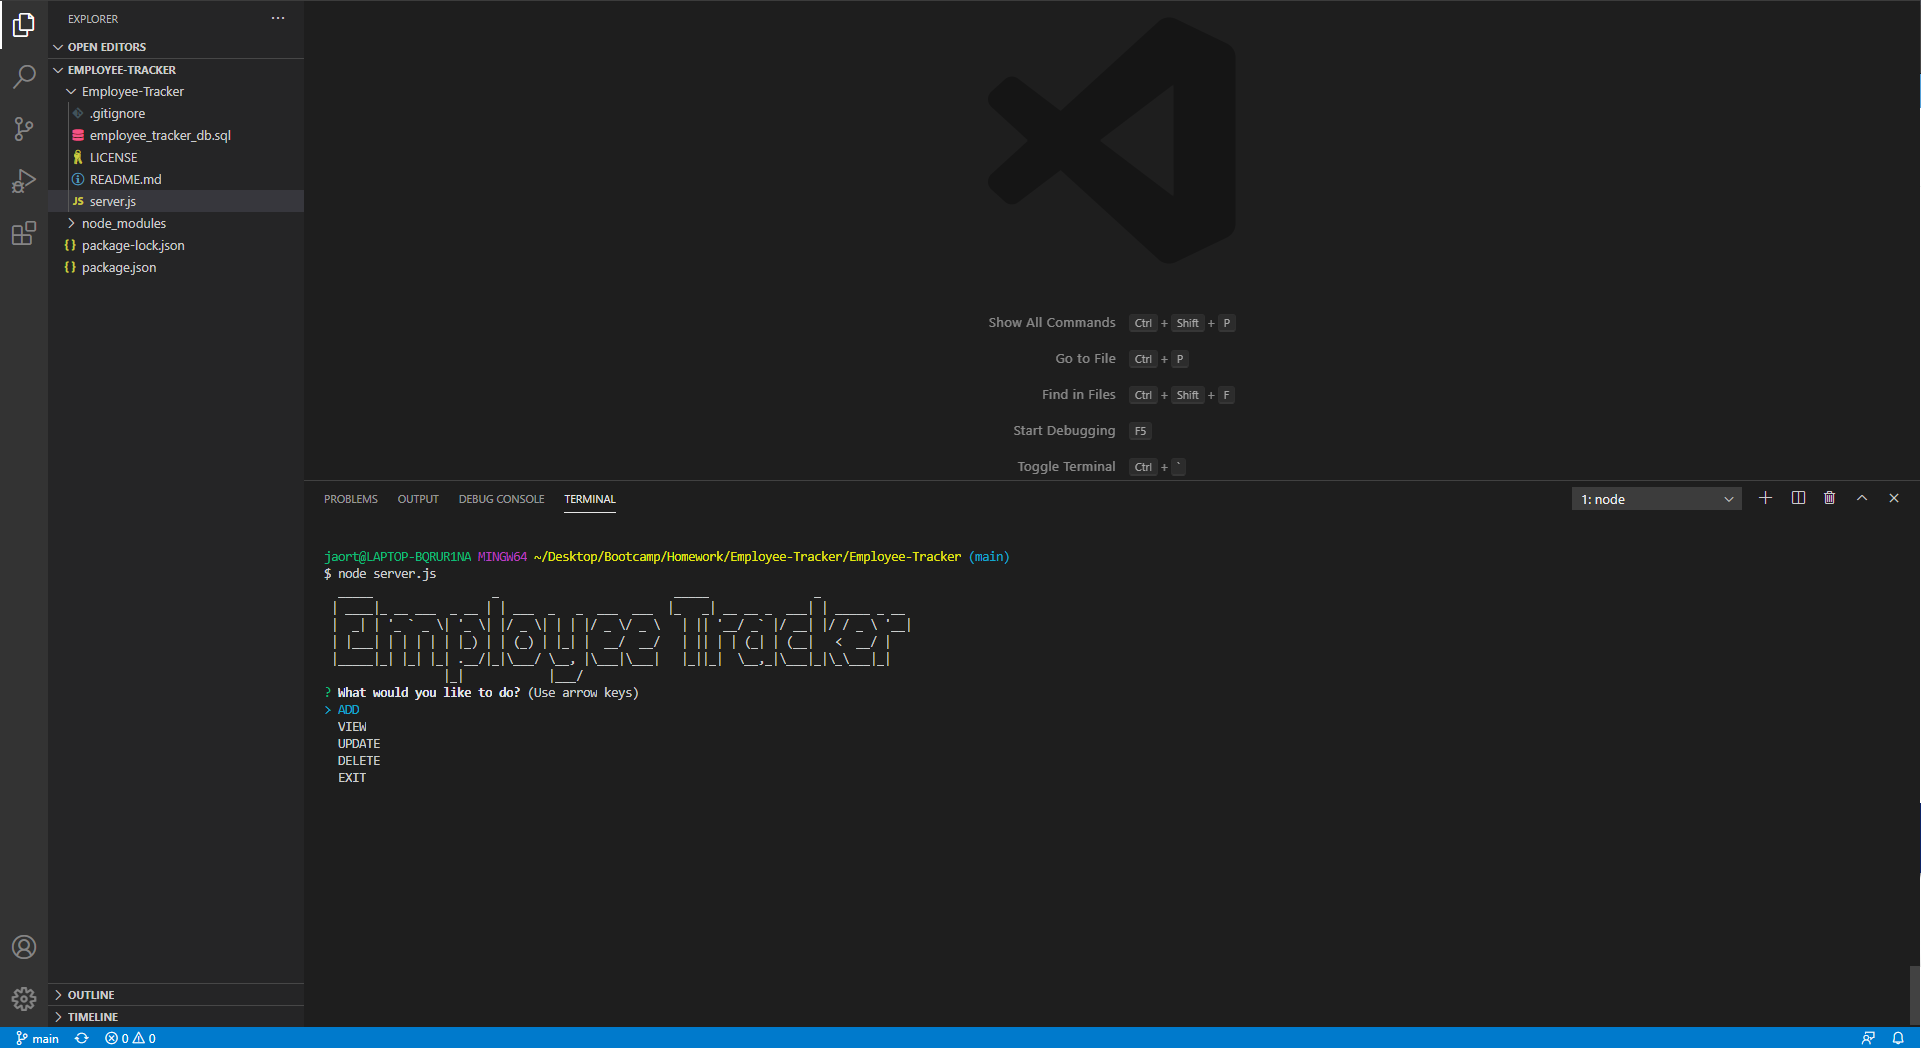 EXPLORER
OPEN EDITORS
EMPLOYEE-TRACKER
Employee-Tracker
.gitignore
employee_tracker_db.sql
LICENSE
README.md
JS server.js
node_modules
{} package-lock.json
{} package.json
OUTLINE
TIMELINE
Show All Commands Ctrl + Shift + P
Go to File Ctrl + P
Find in Files Ctrl + Shift + F
Start Debugging F5
Toggle Terminal Ctrl + `
PROBLEMS OUTPUT DEBUG CONSOLE TERMINAL 1: node
jaort@LAPTOP-BQRUR1NA MINGW64 ~/Desktop/Bootcamp/Homework/Employee-Tracker/Employee-Tracker (main)
$ node server.js
Employee Tracker
? What would you like to do? (Use arrow keys)
> ADD
VIEW
UPDATE
DELETE
EXIT
main 0 0